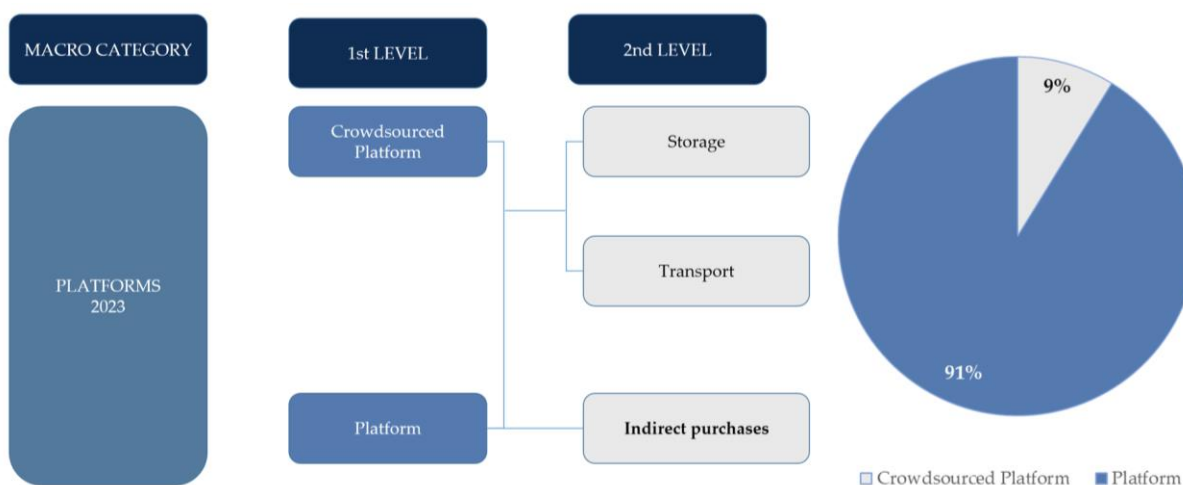 MACRO CATEGORY
1st LEVEL
2nd LEVEL
PLATFORMS
2023
Crowdsourced
Platform
Platform
Storage
Transport
Indirect purchases
9%
91%
Crowdsourced Platform
Platform